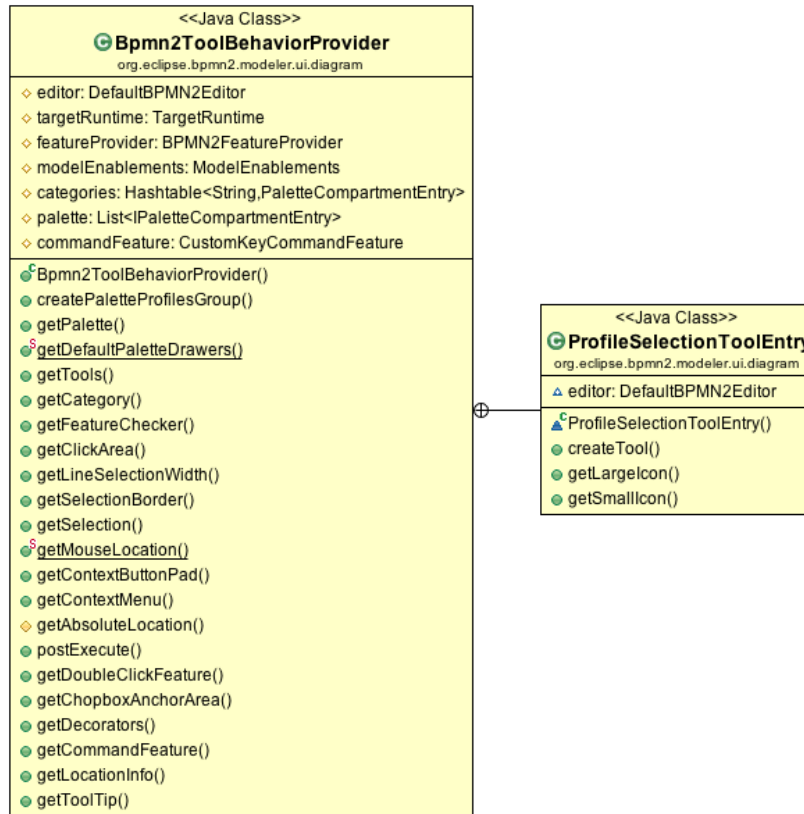 <<Java Class>>
Bpmn2ToolBehaviorProvider
org.eclipse.bpmn2.modeler.ui.diagram
editor: DefaultBPMN2Editor
targetRuntime: TargetRuntime
featureProvider: BPMN2FeatureProvider
modelEnablements: ModelEnablements
categories: Hashtable<String,PaletteCompartmentEntry>
palette: List<IPaletteCompartmentEntry>
commandFeature: CustomKeyCommandFeature
Bpmn2ToolBehaviorProvider()
createPaletteProfilesGroup()
getPalette()
getDefaultPaletteDrawers()
getTools()
getCategory()
getFeatureChecker()
getClickArea()
getLineSelectionWidth()
getSelectionBorder()
getSelection()
getMouseLocation()
getContextButtonPad()
getContextMenu()
getAbsoluteLocation()
postExecute()
getDoubleClickFeature()
getChopboxAnchorArea()
getDecorators()
getCommandFeature()
getLocationInfo()
getToolTip()
<<Java Class>>
ProfileSelectionToolEntry
org.eclipse.bpmn2.modeler.ui.diagram
editor: DefaultBPMN2Editor
ProfileSelectionToolEntry()
createTool()
getLargeIcon()
getSmallIcon()